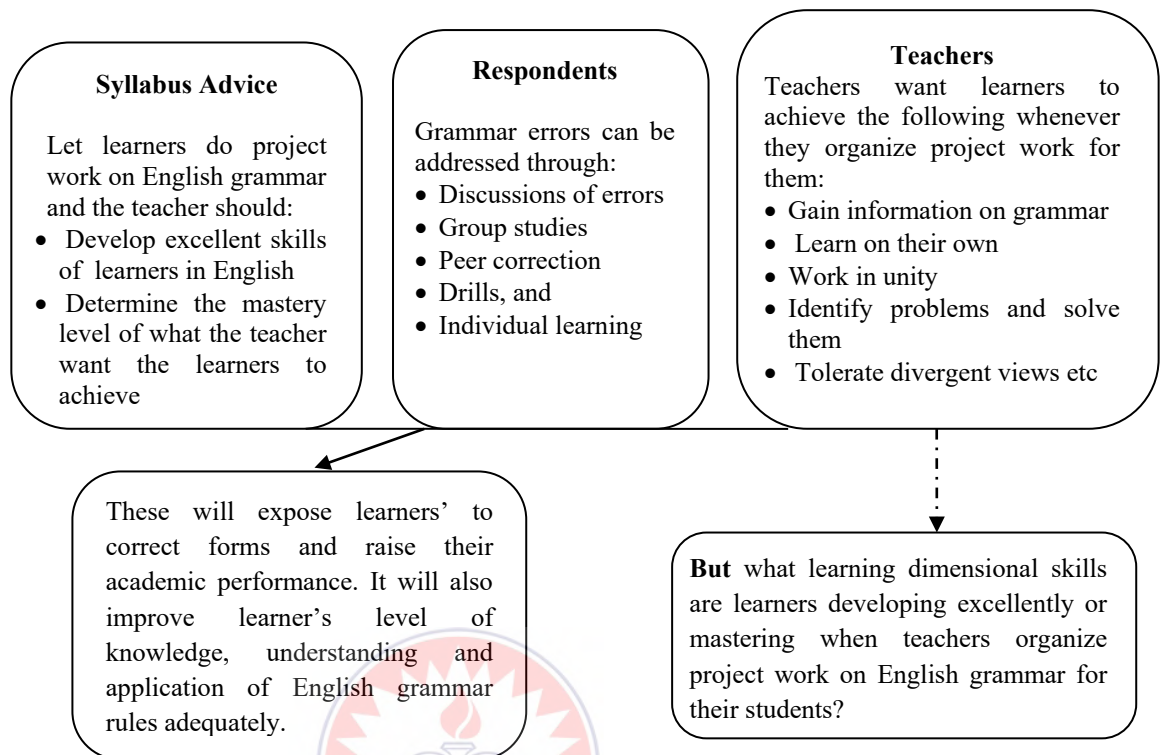 Syllabus Advice
Let learners do project
work on English grammar
and the teacher should:
• Develop excellent skills
of learners in English
• Determine the mastery
level of what the teacher
want the learners to
achieve
Respondents
Grammar errors can be
addressed through:
• Discussions of errors
• Group studies
• Peer correction
• Drills, and
• Individual learning
Teachers
Teachers want learners to
achieve the following whenever
they organize project work for
them:
• Gain information on grammar
• Learn on their own
• Work in unity
• Identify problems and solve
them
• Tolerate divergent views etc
These will expose learners’ to
correct forms and raise their
academic performance. It will also
improve learner’s level of
knowledge, understanding and
application of English grammar
rules adequately.
But what learning dimensional skills
are learners developing excellently or
mastering when teachers organize
project work on English grammar for
their students?